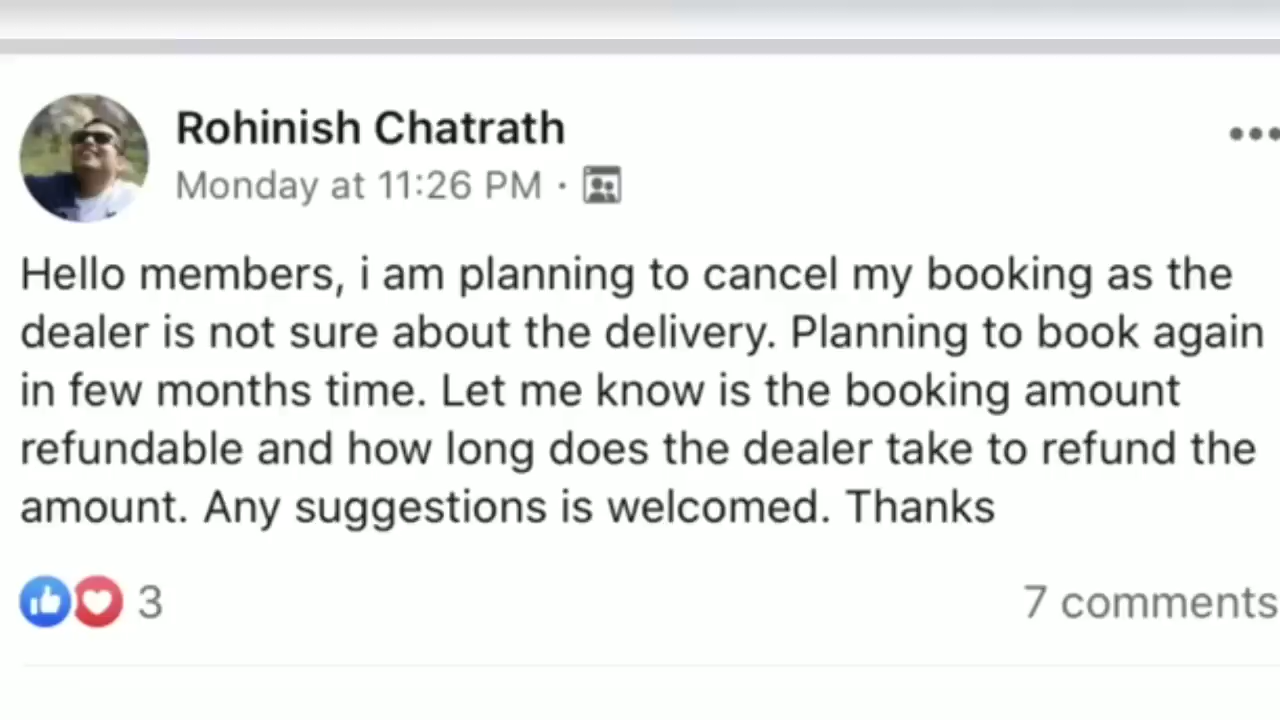 Rohinish Chatrath
Monday at 11:26 PM ·
Hello members, i am planning to cancel my booking as the
dealer is not sure about the delivery. Planning to book again
in few months time. Let me know is the booking amount
refundable and how long does the dealer take to refund the
amount. Any suggestions is welcomed. Thanks
3
7 comments